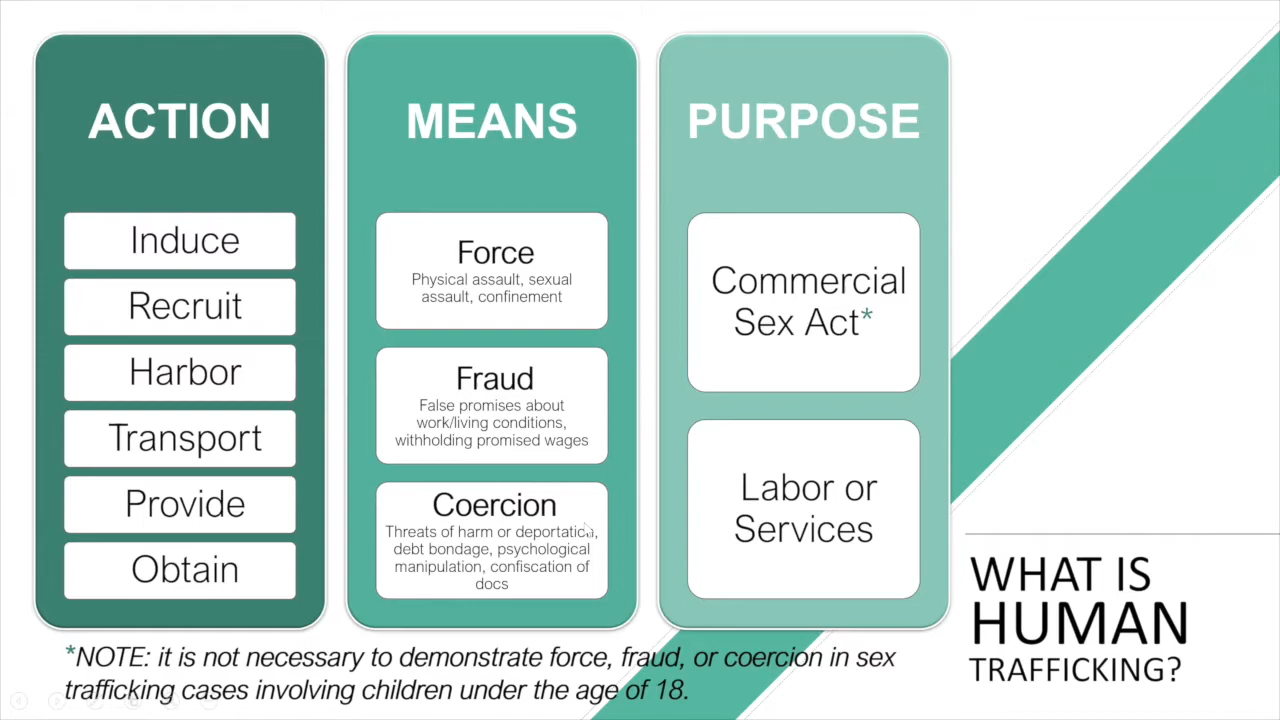 ACTION
Induce
Recruit
Harbor
Transport
Provide
Obtain
MEANS
Force
Physical assault, sexual
assault, confinement
Fraud
False promises about
work/living conditions,
withholding promised wages
Coercion
Threats of harm or deportation,
debt bondage, psychological
manipulation, confiscation of
docs
PURPOSE
Commercial
Sex Act*
Labor or
Services
WHAT IS
HUMAN
TRAFFICKING?
*NOTE: it is not necessary to demonstrate force, fraud, or coercion in sex
trafficking cases involving children under the age of 18.